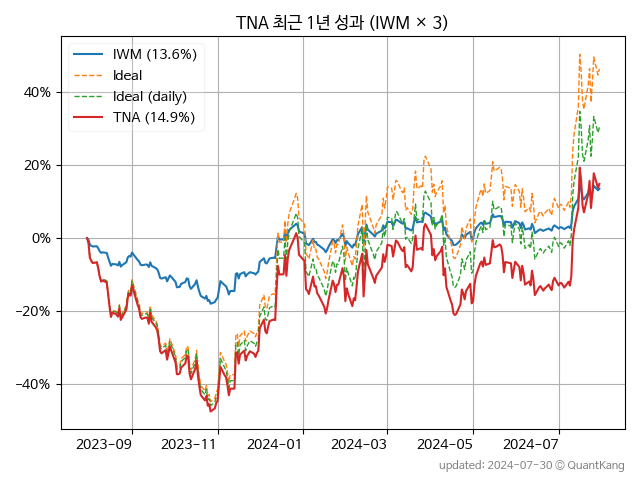 TNA 최근 1년 성과 (IWM × 3)
IWM (13.6%)
Ideal
Ideal (daily)
TNA (14.9%)
40%
20%
0%
−20%
−40%
2023-09 2023-11 2024-01 2024-03 2024-05 2024-07
updated: 2024-07-30 © QuantKang